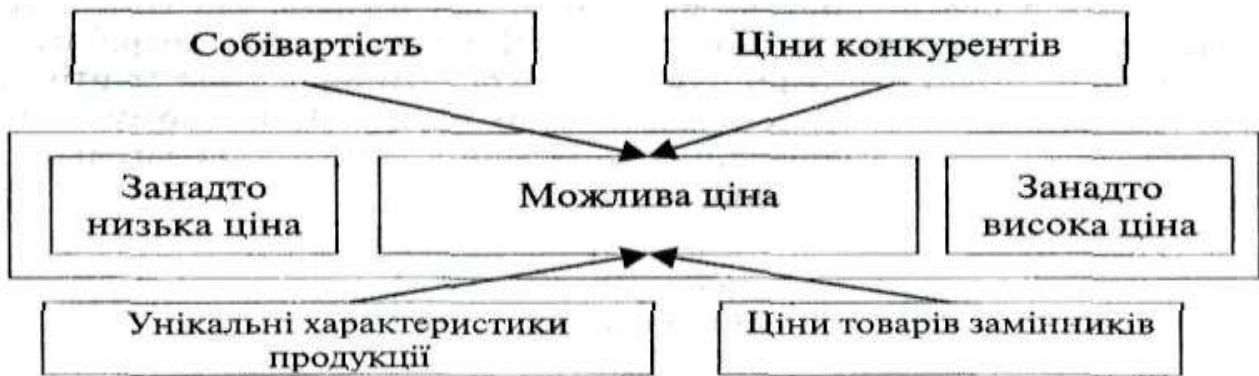 Собівартість
Ціни конкурентів
Занадто
низька ціна
Можлива ціна
Занадто
висока ціна
Унікальні характеристики
продукції
Ціни товарів замінників